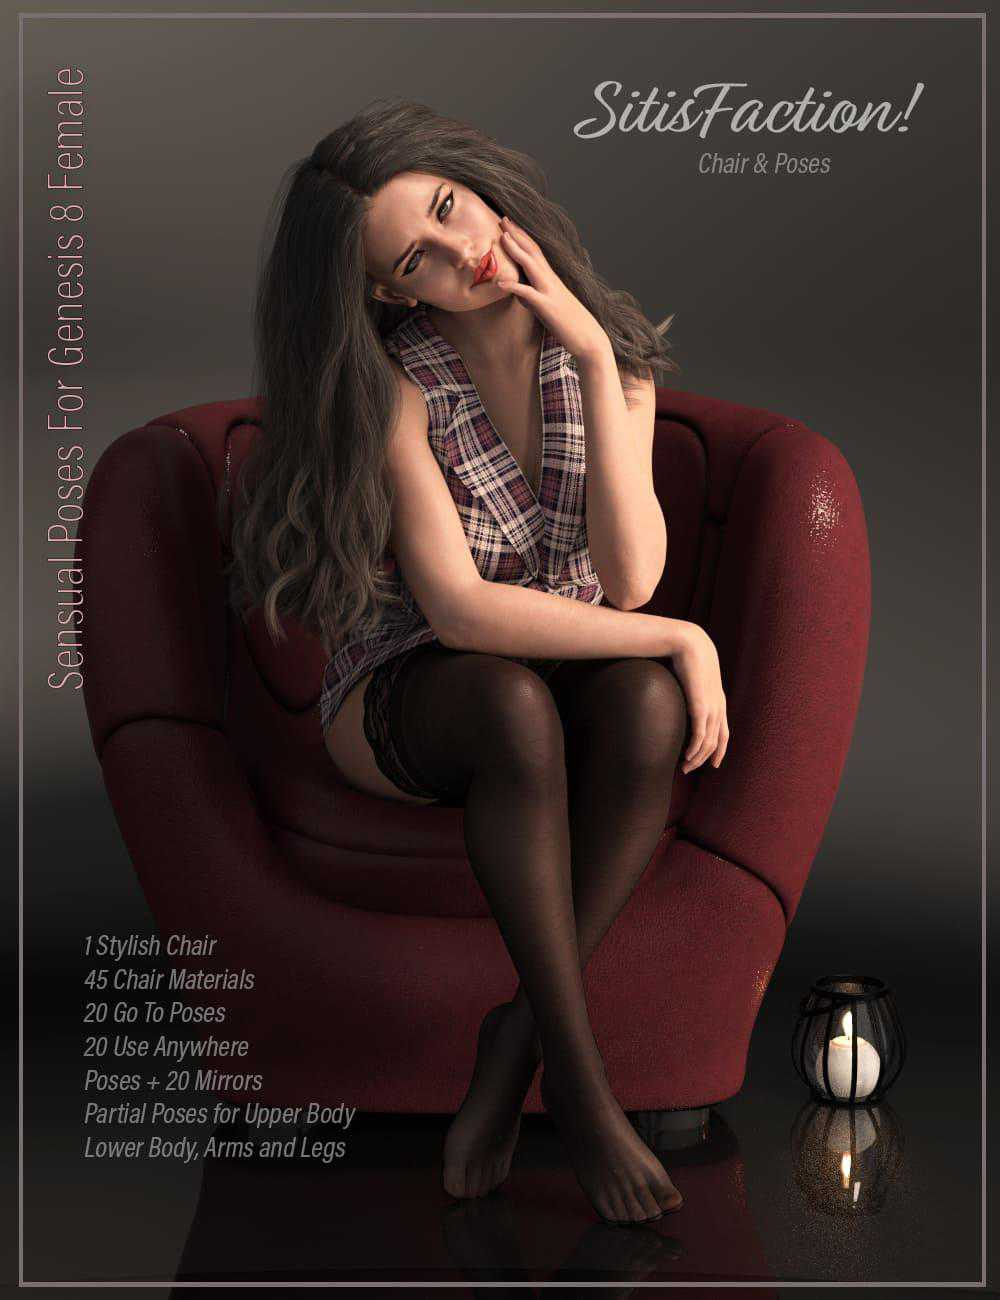 SitisFaction!
Chair & Poses
Sensual Poses For Genesis 8 Female
1 Stylish Chair
45 Chair Materials
20 Go To Poses
20 Use Anywhere
Poses + 20 Mirrors
Partial Poses for Upper Body
Lower Body, Arms and Legs